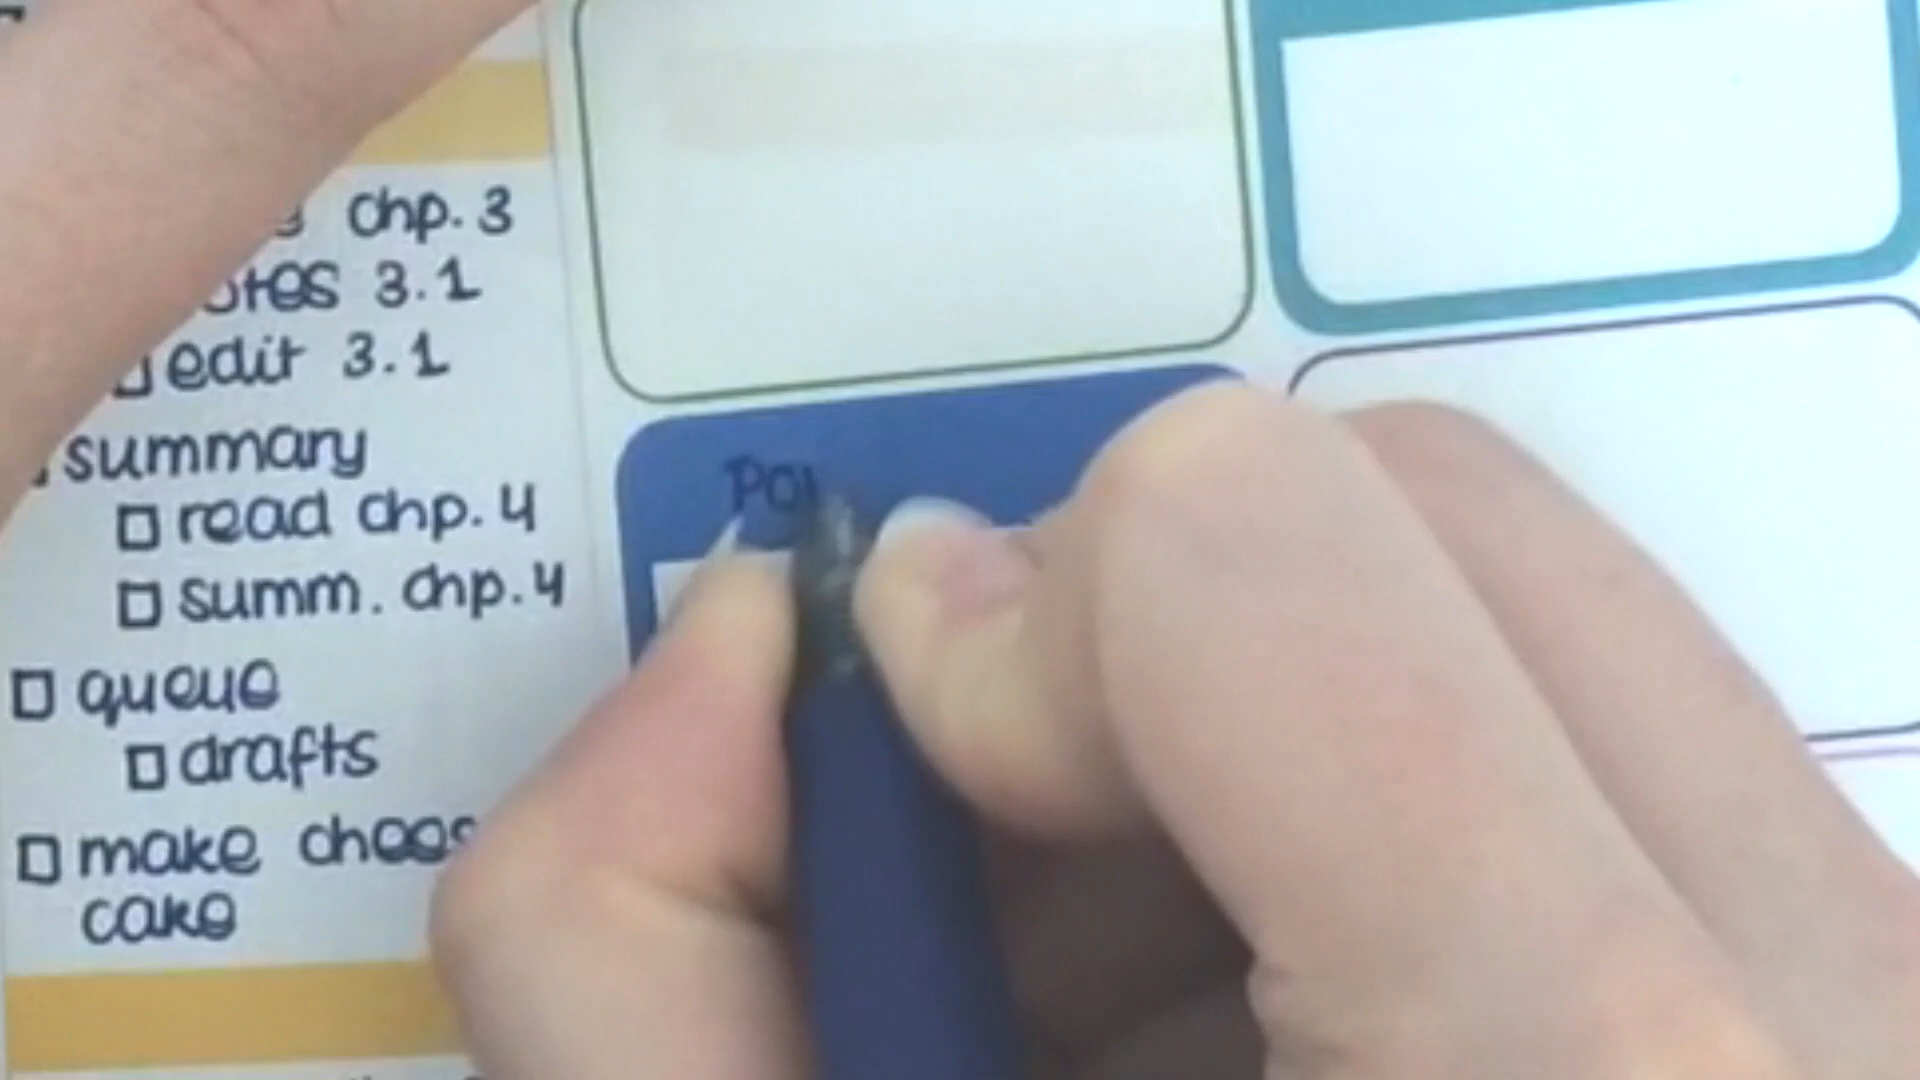 chp. 3
3.1
edit 3.1
summary
read chp. 4
summ. chp. 4
queue
drafts
make
cake